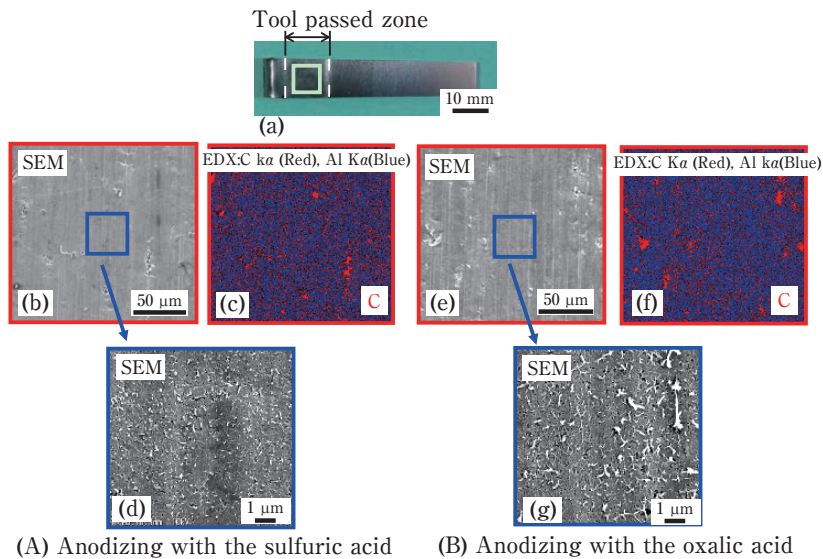 Tool passed zone
10 mm
(a)
SEM
EDX:C kα (Red), Al Kα(Blue)
SEM
EDX:C Kα (Red), Al kα(Blue)
(b)
50 μm
(c)
C
(e)
50 μm
(f)
C
SEM
SEM
(d)
1 μm
(g)
1 μm
(A) Anodizing with the sulfuric acid
(B) Anodizing with the oxalic acid